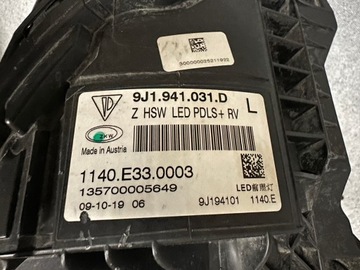 9J1.941.031.D
Z HSW LED PDLS+ RV L
ZKW
Made in Austria
1140.E33.0003
135700005649
09-10-19 06
LED前照灯
9J194101 1140.E